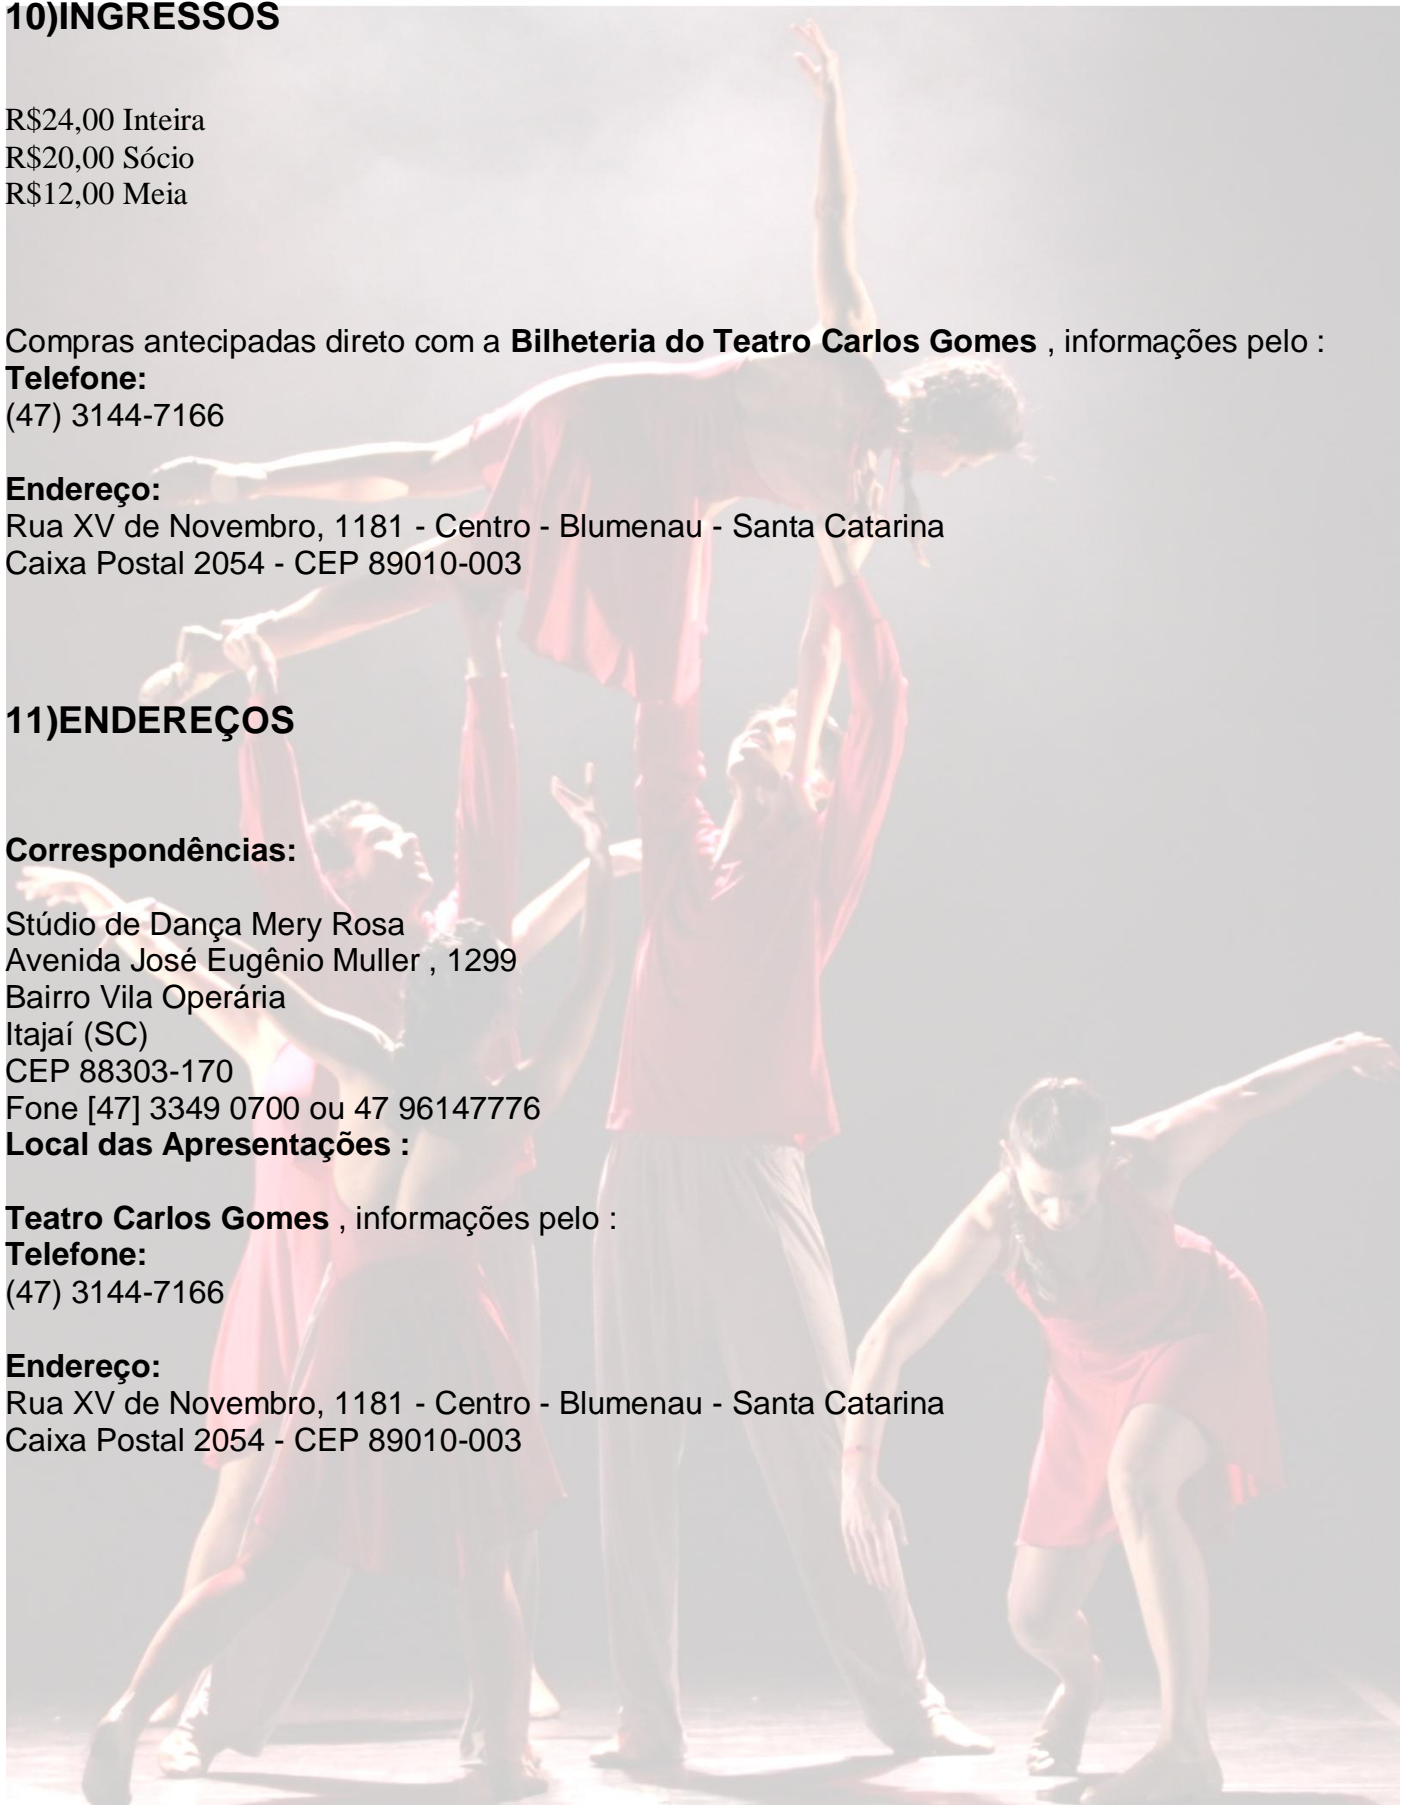 10)INGRESSOS
R$24,00 Inteira
R$20,00 Sócio
R$12,00 Meia
Compras antecipadas direto com a Bilheteria do Teatro Carlos Gomes , informações pelo :
Telefone:
(47) 3144-7166
Endereço:
Rua XV de Novembro, 1181 - Centro - Blumenau - Santa Catarina
Caixa Postal 2054 - CEP 89010-003
11)ENDEREÇOS
Correspondências:
Stúdio de Dança Mery Rosa
Avenida José Eugênio Muller , 1299
Bairro Vila Operária
Itajaí (SC)
CEP 88303-170
Fone [47] 3349 0700 ou 47 96147776
Local das Apresentações :
Teatro Carlos Gomes , informações pelo :
Telefone:
(47) 3144-7166
Endereço:
Rua XV de Novembro, 1181 - Centro - Blumenau - Santa Catarina
Caixa Postal 2054 - CEP 89010-003